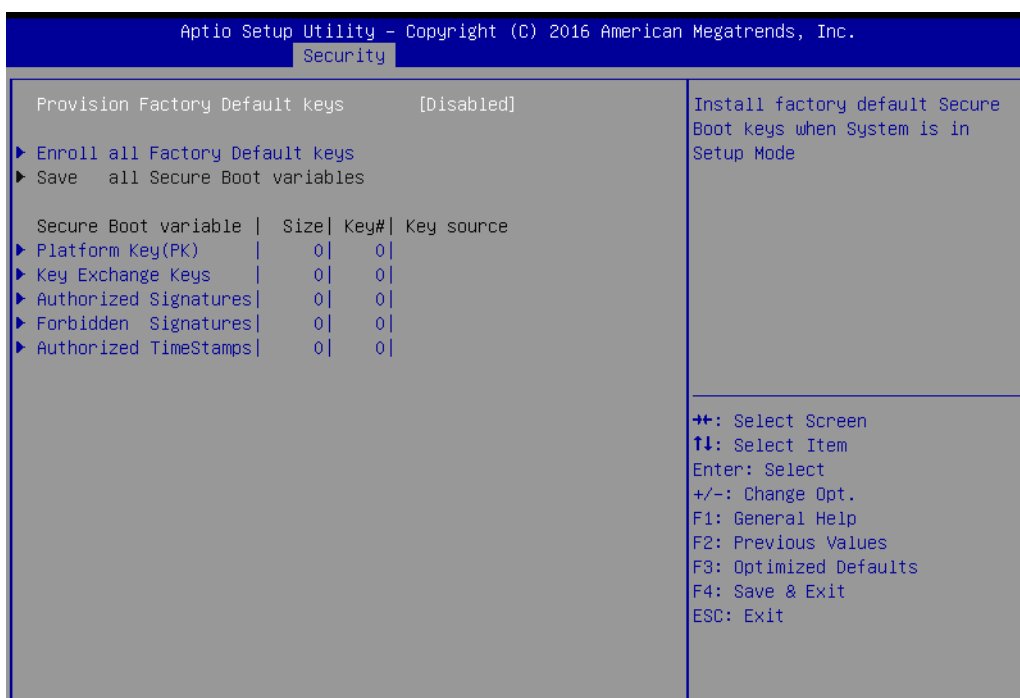 Aptio Setup Utility – Copyright (C) 2016 American Megatrends, Inc.
Security
Provision Factory Default keys [Disabled]
▶ Enroll all Factory Default keys
▶ Save all Secure Boot variables
Secure Boot variable | Size| Key#| Key source
▶ Platform Key(PK) | 0| 0|
▶ Key Exchange Keys | 0| 0|
▶ Authorized Signatures| 0| 0|
▶ Forbidden Signatures| 0| 0|
▶ Authorized TimeStamps| 0| 0|
Install factory default Secure
Boot keys when System is in
Setup Mode
→←: Select Screen
↑↓: Select Item
Enter: Select
+/-: Change Opt.
F1: General Help
F2: Previous Values
F3: Optimized Defaults
F4: Save & Exit
ESC: Exit